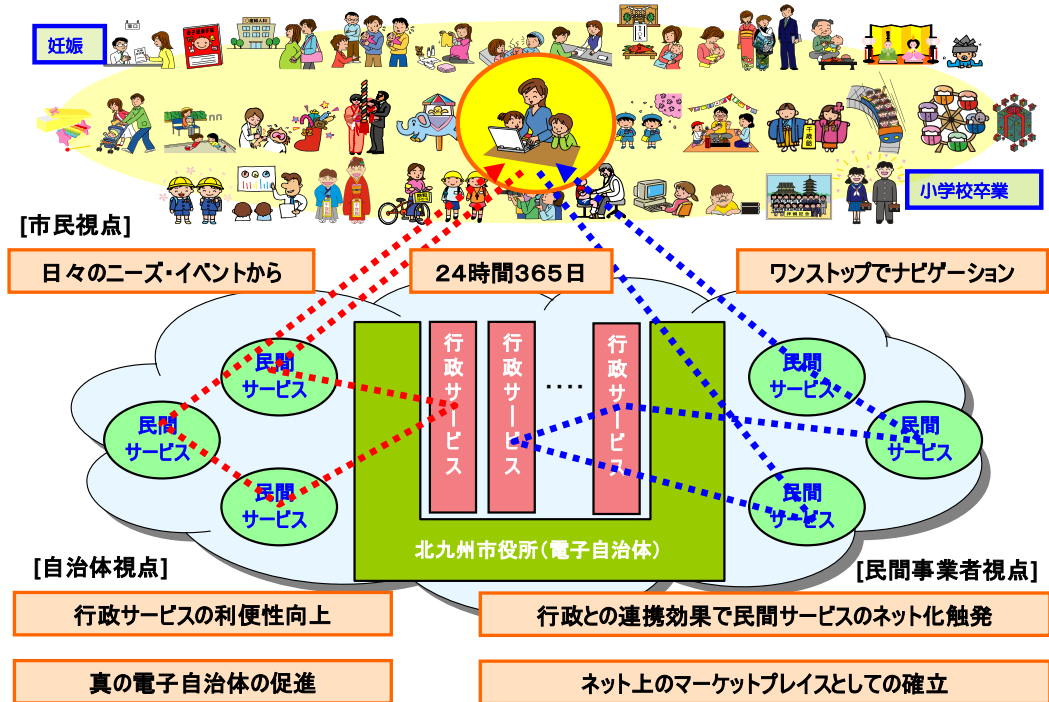 妊娠
小学校卒業
[市民視点]
日々のニーズ・イベントから
24時間365日
ワンストップでナビゲーション
民間
サービス
民間
サービス
民間
サービス
行政サービス
行政サービス
‥‥
行政サービス
民間
サービス
民間
サービス
民間
サービス
北九州市役所(電子自治体)
[自治体視点]
[民間事業者視点]
行政サービスの利便性向上
行政との連携効果で民間サービスのネット化触発
真の電子自治体の促進
ネット上のマーケットプレイスとしての確立